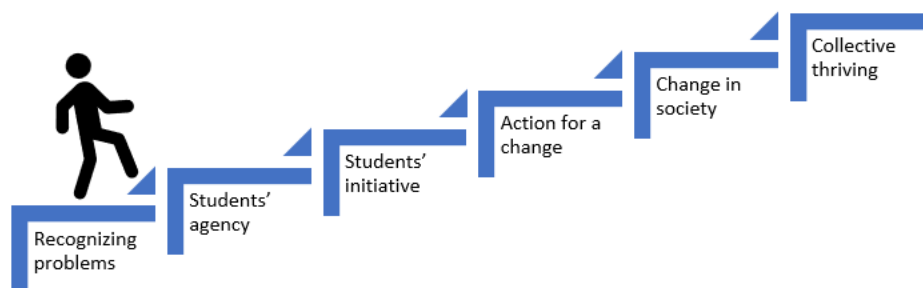 Recognizing
problems
Students’
agency
Students’
initiative
Action for a
change
Change in
society
Collective
thriving